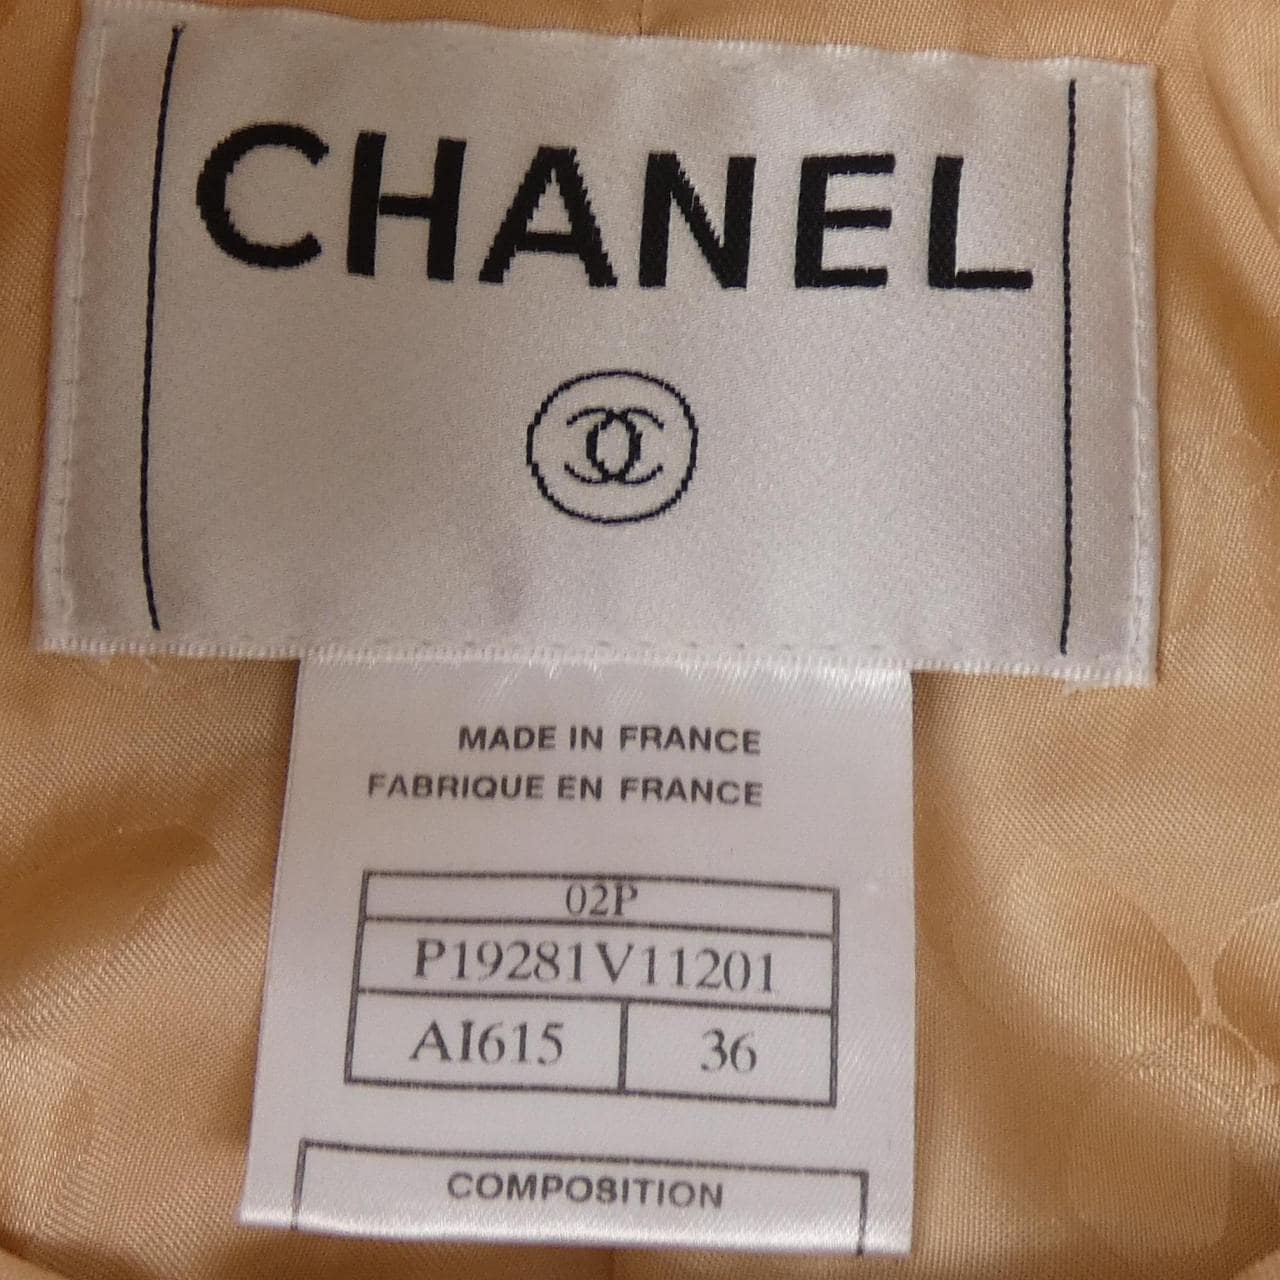 CHANEL
MADE IN FRANCE
FABRIQUE EN FRANCE
02P
P19281V11201
AI615 36
COMPOSITION